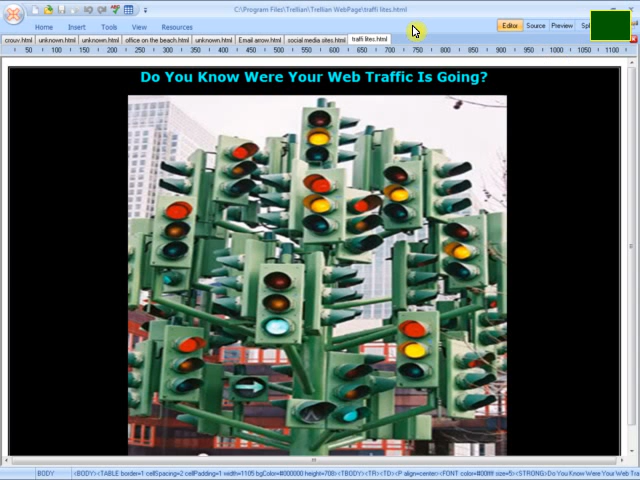 C:\Program Files\Trellian\Trellian WebPage\traffi lites.html
Home Insert Tools View Resources
Editor Source Preview
crouv.html unknown.html unknown.html office on the beach.html unknown.html Email arrow.html social media sites.html traffi lites.html
50 100 150 200 250 300 350 400 450 500 550 600 650 700 750 800 850 900 950 1000 1050 1100
Do You Know Were Your Web Traffic Is Going?
BODY <BODY><TABLE border=1 cellSpacing=2 cellPadding=1 width=1105 bgColor=#000000 height=708><TBODY><TR><TD><P align=center><FONT color=#00ffff size=5><STRONG>Do You Know Were Your Web Tra